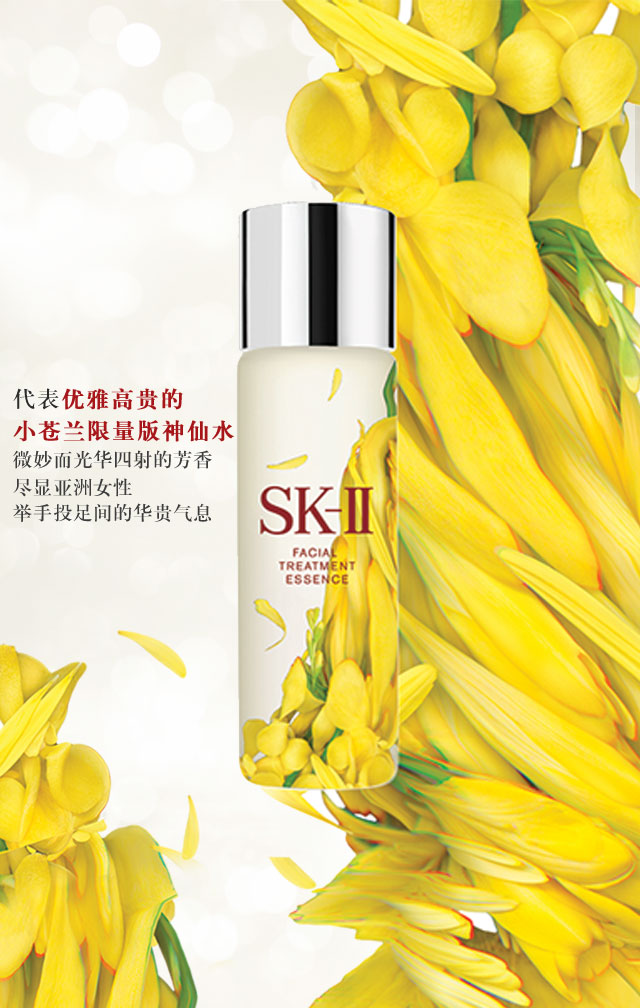 代表优雅高贵的
小苍兰限量版神仙水
微妙而光华四射的芳香
尽显亚洲女性
举手投足间的华贵气息
SK-II
FACIAL
TREATMENT
ESSENCE